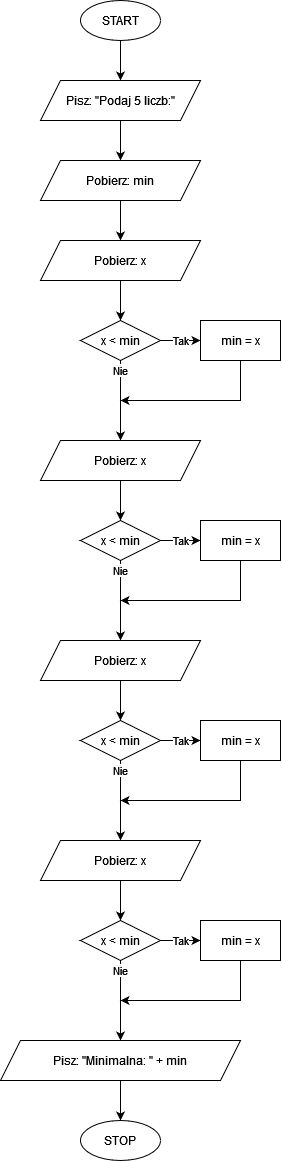 START
Pisz: "Podaj 5 liczb:"
Pobierz: min
Pobierz: x
x < min
Tak
min = x
Nie
Pobierz: x
x < min
Tak
min = x
Nie
Pobierz: x
x < min
Tak
min = x
Nie
Pobierz: x
x < min
Tak
min = x
Nie
Pisz: "Minimalna: " + min
STOP